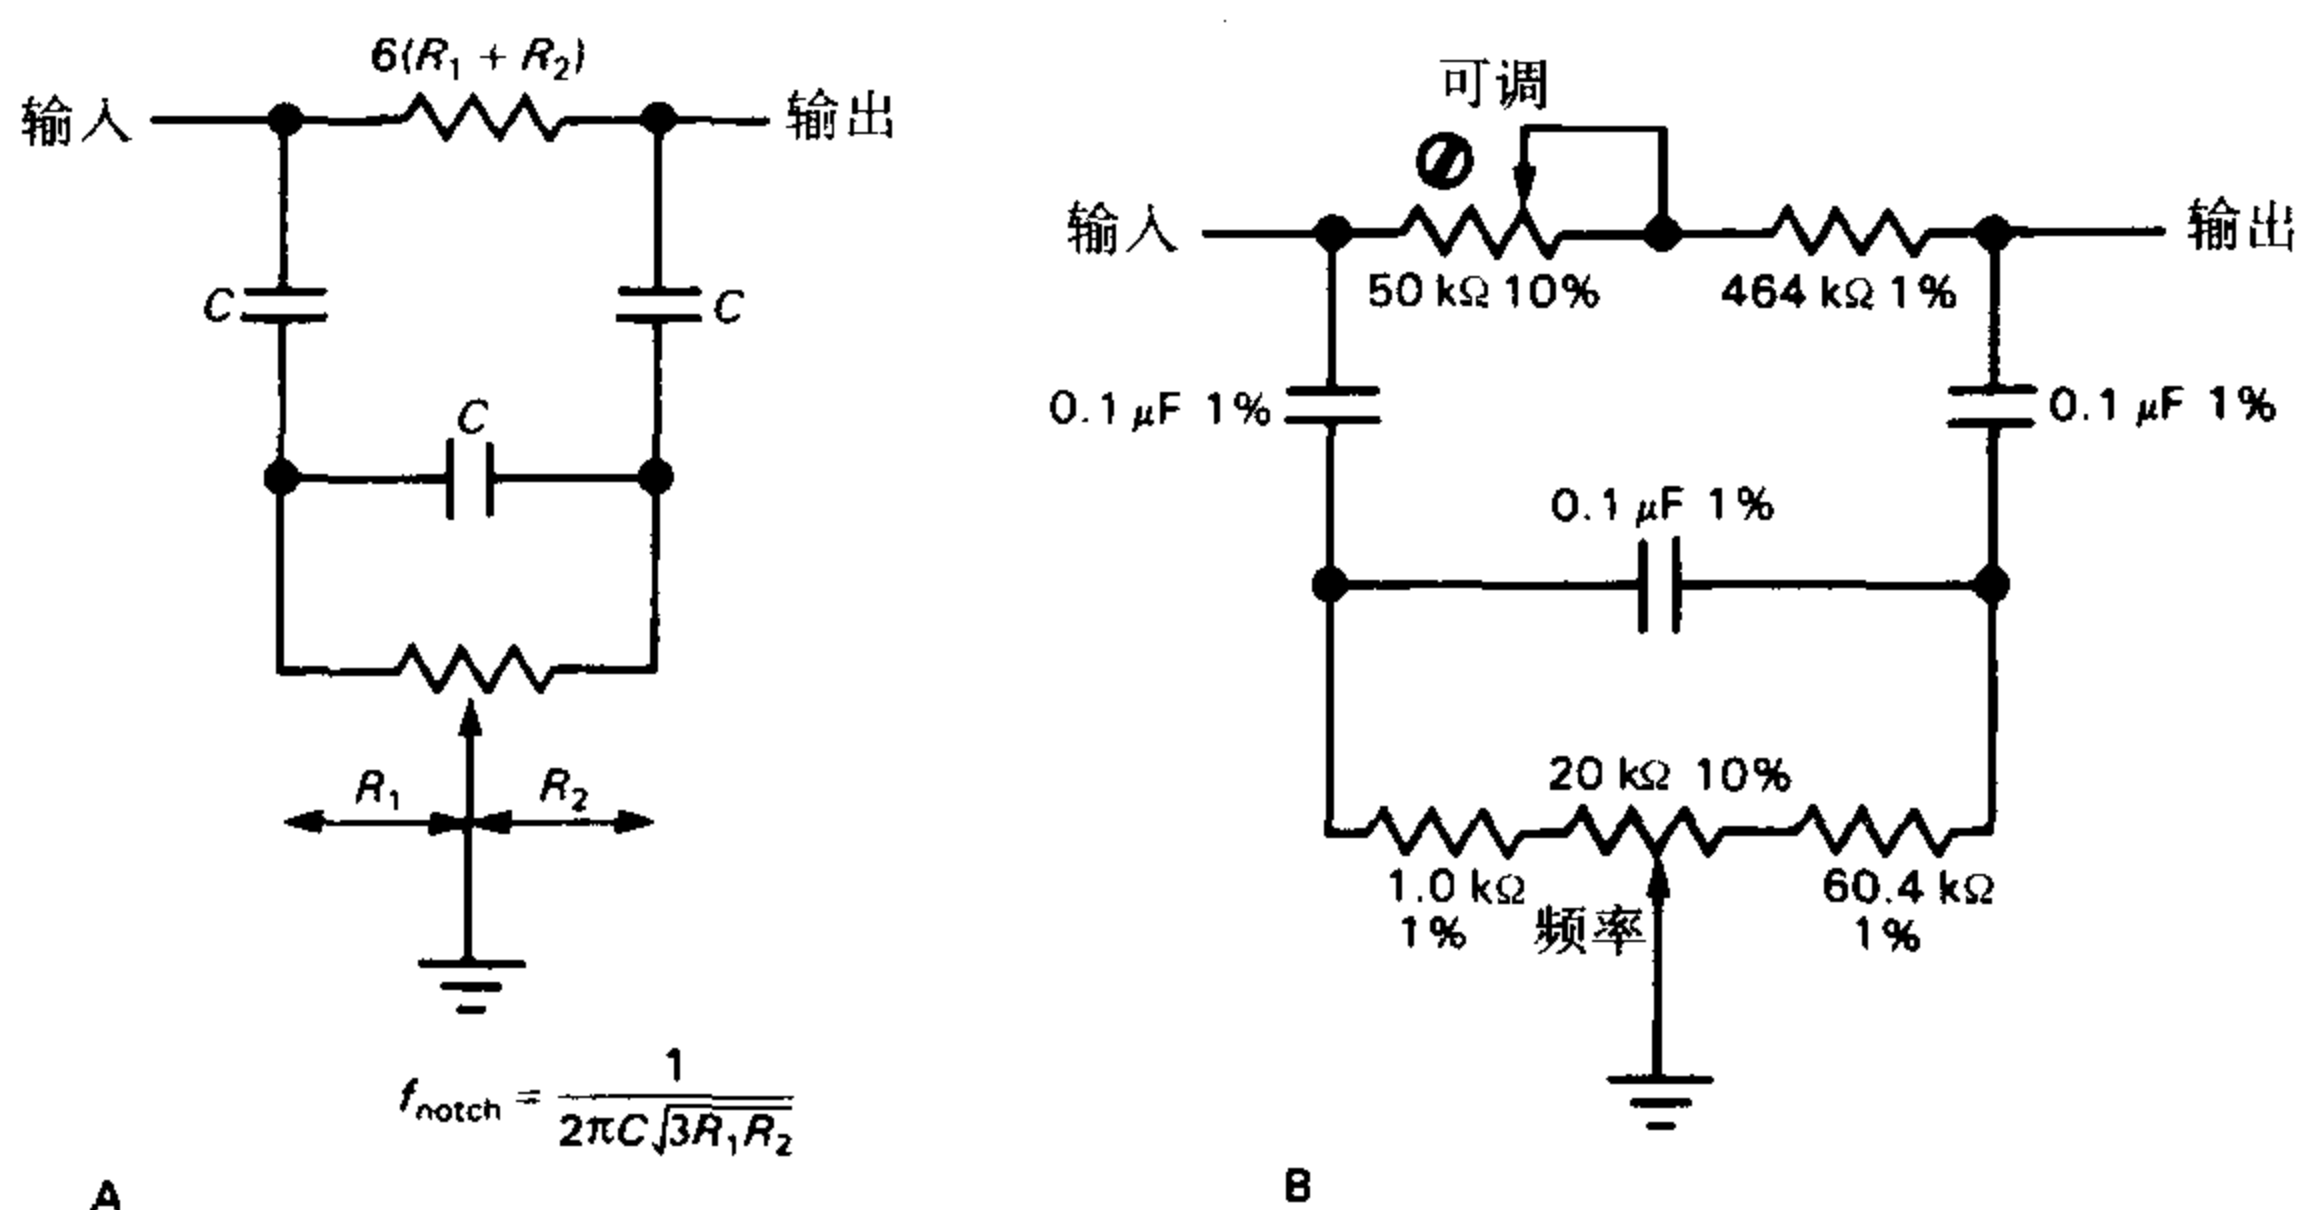 6(R₁ + R₂)
输入
输出
C
C
C
R₁
R₂
f_notch = 1 / 2πC√3R₁R₂
A
可调
输入
输出
50 kΩ 10%
464 kΩ 1%
0.1 μF 1%
0.1 μF 1%
0.1 μF 1%
20 kΩ 10%
1.0 kΩ
1%
频率
60.4 kΩ
1%
B